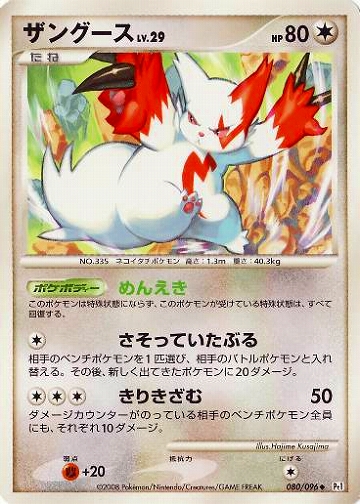 ザングース LV.29 HP 80
たね
NO.335 ネコイタチポケモン 高さ：1.3m 重さ：40.3kg
ポケボディー めんえき
このポケモンは特殊状態にならず、このポケモンが受けている特殊状態は、すべて
回復する。
さそっていたぶる
相手のベンチポケモンを1匹選び、相手のバトルポケモンと入れ
替える。その後、新しく出てきたポケモンに20ダメージ。
きりきざむ 50
ダメージカウンターがのっている相手のベンチポケモン全員
にも、それぞれ10ダメージ。
Illus.Hajime Kusajima
弱点 抵抗力 にげる
+20
080/096 Pt1
©2008 Pokémon/Nintendo/Creatures/GAME FREAK